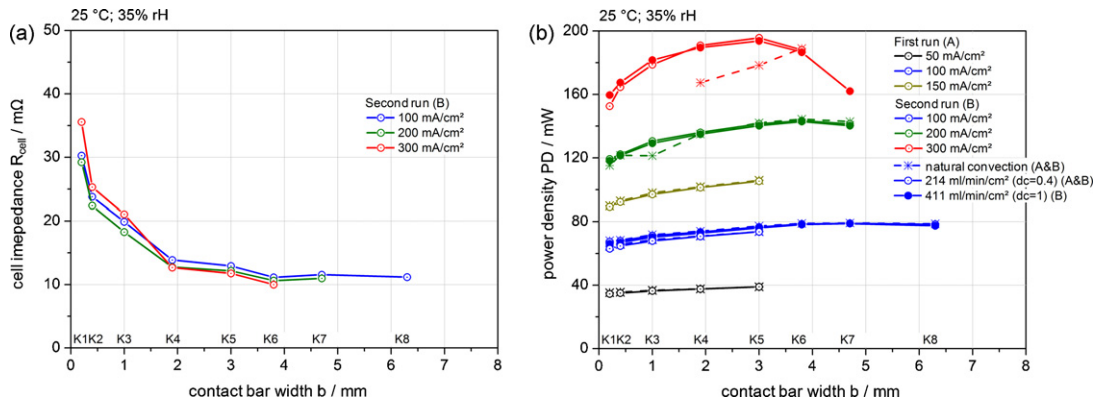 25 °C; 35% rH
(a)
50
40
30
20
10
0
cell imepedance Rcell / mΩ
Second run (B)
100 mA/cm²
200 mA/cm²
300 mA/cm²
K1 K2 K3 K4 K5 K6 K7 K8
0 1 2 3 4 5 6 7 8
contact bar width b / mm
25 °C; 35% rH
(b)
200
160
120
80
40
0
power density PD / mW
First run (A)
50 mA/cm²
100 mA/cm²
150 mA/cm²
Second run (B)
100 mA/cm²
200 mA/cm²
300 mA/cm²
natural convection (A&B)
214 ml/min/cm² (dc=0.4) (A&B)
411 ml/min/cm² (dc=1) (B)
K1 K2 K3 K4 K5 K6 K7 K8
0 1 2 3 4 5 6 7 8
contact bar width b / mm